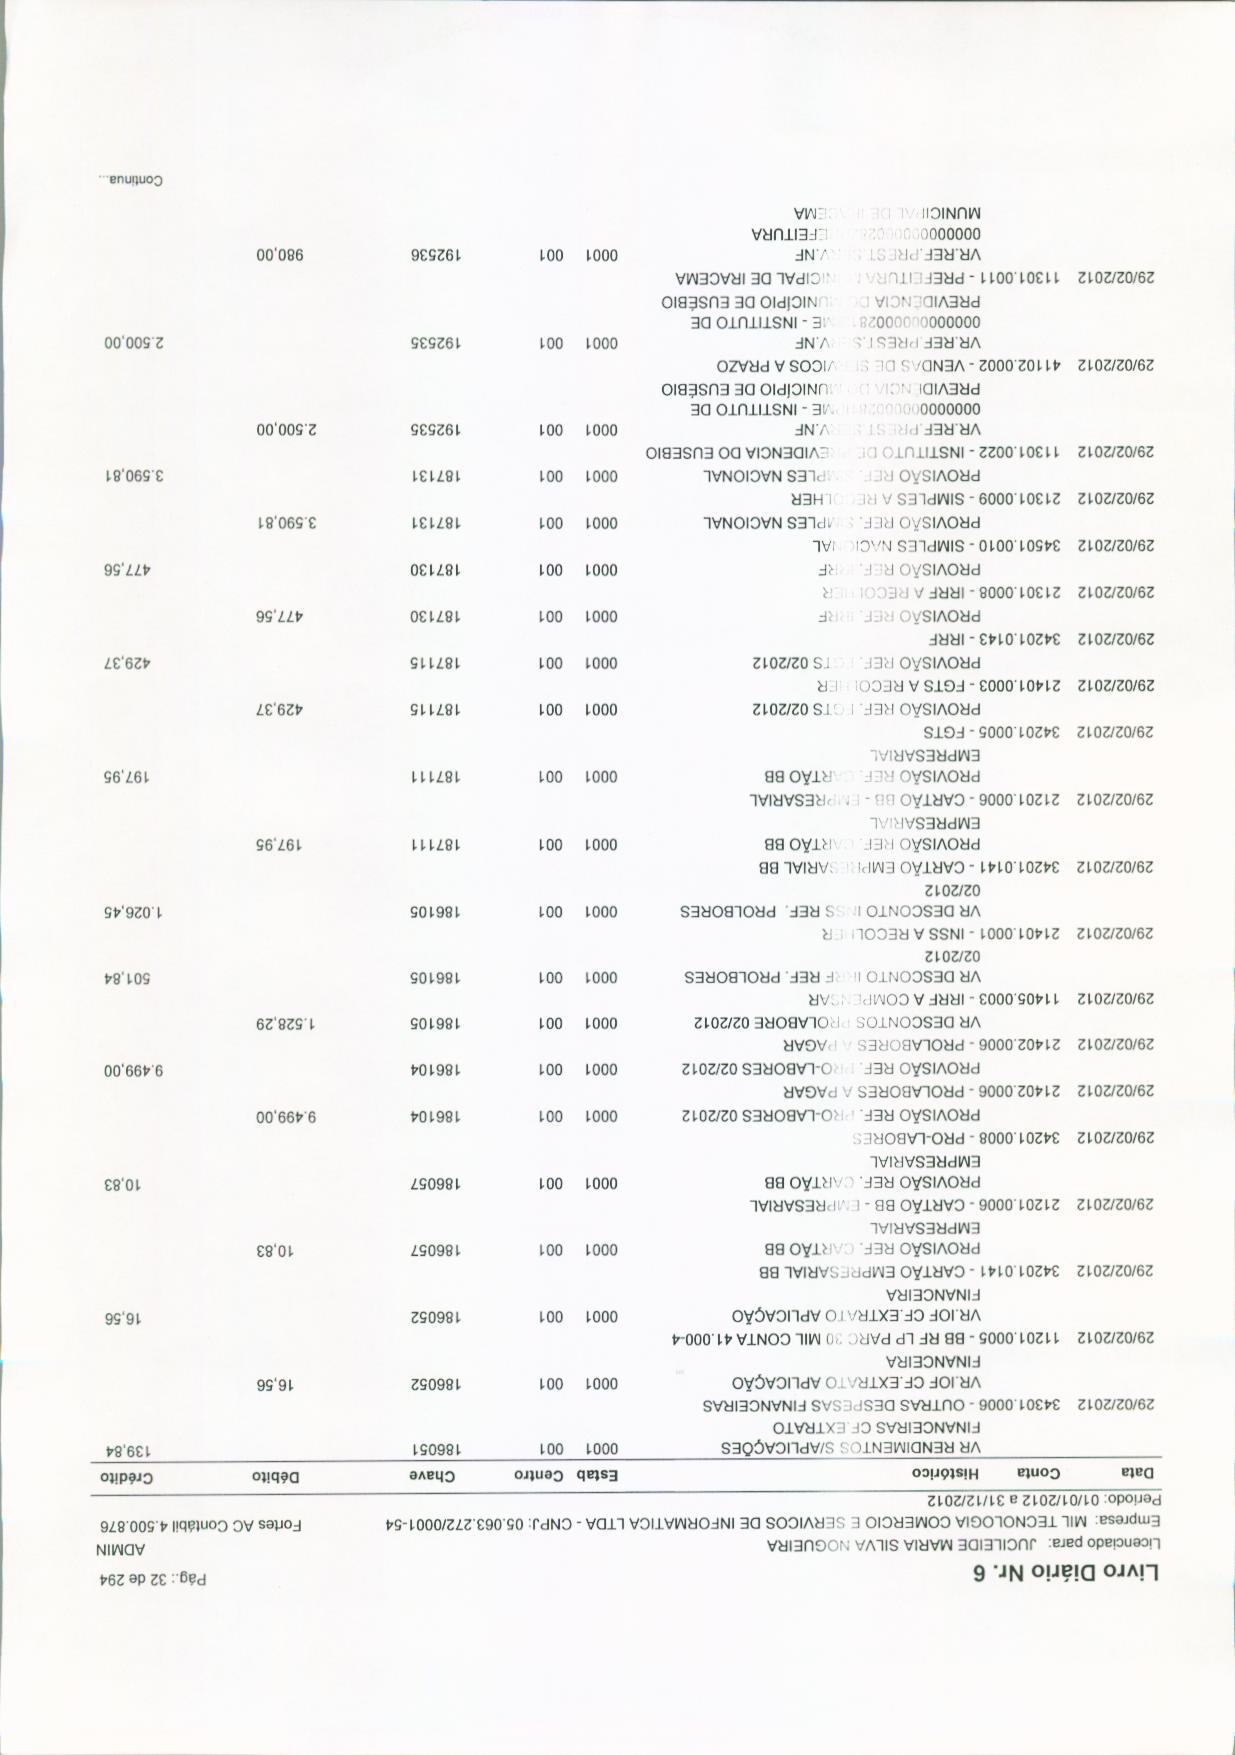 Livro Diário Nr. 6 Pág.: 32 de 294
Licenciado para: JUCILEIDE MARIA SILVA NOGUEIRA ADMIN
Empresa: MIL TECNOLOGIA COMERCIO E SERVICOS DE INFORMATICA LTDA - CNPJ: 05.063.272/0001-54 Fortes AC Contábil 4.500.876
Período: 01/01/2012 a 31/12/2012
Data Conta Histórico Estab Centro Chave Débito Crédito
VR RENDIMENTOS S/APLICAÇÕES 0001 001 186051 139,84
FINANCEIRAS CF.EXTRATO
29/02/2012 34301.0006 - OUTRAS DESPESAS FINANCEIRAS
VR.IOF CF.EXTRATO APLICAÇAO 0001 001 186052 16,56
FINANCEIRA
29/02/2012 11201.0005 - BB RF LP PARC 30 MIL CONTA 41.000-4
VR.IOF CF.EXTRATO APLICAÇAO 0001 001 186052 16,56
FINANCEIRA
29/02/2012 34201.0141 - CARTÃO EMPRESARIAL BB
PROVISÃO REF. CARTÃO BB 0001 001 186057 10,83
EMPRESARIAL
29/02/2012 21201.0006 - CARTÃO BB - EMPRESARIAL
PROVISÃO REF. CARTÃO BB 0001 001 186057 10,83
EMPRESARIAL
29/02/2012 34201.0008 - PRO-LABORES
PROVISÃO REF. PRO-LABORES 02/2012 0001 001 186104 9.499,00
29/02/2012 21402.0006 - PROLABORES A PAGAR
PROVISÃO REF. PRO-LABORES 02/2012 0001 001 186104 9.499,00
29/02/2012 21402.0006 - PROLABORES A PAGAR
VR DESCONTOS PROLABORE 02/2012 0001 001 186105 1.528,29
29/02/2012 11405.0003 - IRRF A COMPENSAR
VR DESCONTO IRRF REF. PROLBORES 0001 001 186105 501,84
02/2012
29/02/2012 21401.0001 - INSS A RECOLHER
VR DESCONTO INSS REF. PROLBORES 0001 001 186105 1.026,45
02/2012
29/02/2012 34201.0141 - CARTÃO EMPRESARIAL BB
PROVISÃO REF. CARTÃO BB 0001 001 187111 197,95
EMPRESARIAL
29/02/2012 21201.0006 - CARTÃO BB - EMPRESARIAL
PROVISÃO REF. CARTÃO BB 0001 001 187111 197,95
EMPRESARIAL
29/02/2012 34201.0005 - FGTS
PROVISÃO REF. FGTS 02/2012 0001 001 187115 429,37
29/02/2012 21401.0003 - FGTS A RECOLHER
PROVISÃO REF. FGTS 02/2012 0001 001 187115 429,37
29/02/2012 34201.0143 - IRRF
PROVISÃO REF. IRRF 0001 001 187130 477,56
29/02/2012 21301.0008 - IRRF A RECOLHER
PROVISÃO REF. IRRF 0001 001 187130 477,56
29/02/2012 34501.0010 - SIMPLES NACIONAL
PROVISÃO REF. SIMPLES NACIONAL 0001 001 187131 3.590,81
29/02/2012 21301.0009 - SIMPLES A RECOLHER
PROVISÃO REF. SIMPLES NACIONAL 0001 001 187131 3.590,81
29/02/2012 11301.0022 - INSTITUTO DE PREVIDENCIA DO EUSEBIO
VR.REF.PREST.SERV.NF 0001 001 192535 2.500,00
IPME - INSTITUTO DE
PREVIDÊNCIA DO MUNICÍPIO DE EUSÉBIO
29/02/2012 41102.0002 - VENDAS DE SERVICOS A PRAZO
VR.REF.PREST.SERV.NF 0001 001 192535 2.500,00
IPME - INSTITUTO DE
PREVIDÊNCIA DO MUNICÍPIO DE EUSÉBIO
29/02/2012 11301.0011 - PREFEITURA MUNICIPAL DE IRACEMA
VR.REF.PREST.SERV.NF 0001 001 192536 980,00
PREFEITURA
MUNICIPAL DE IRACEMA
Continua...